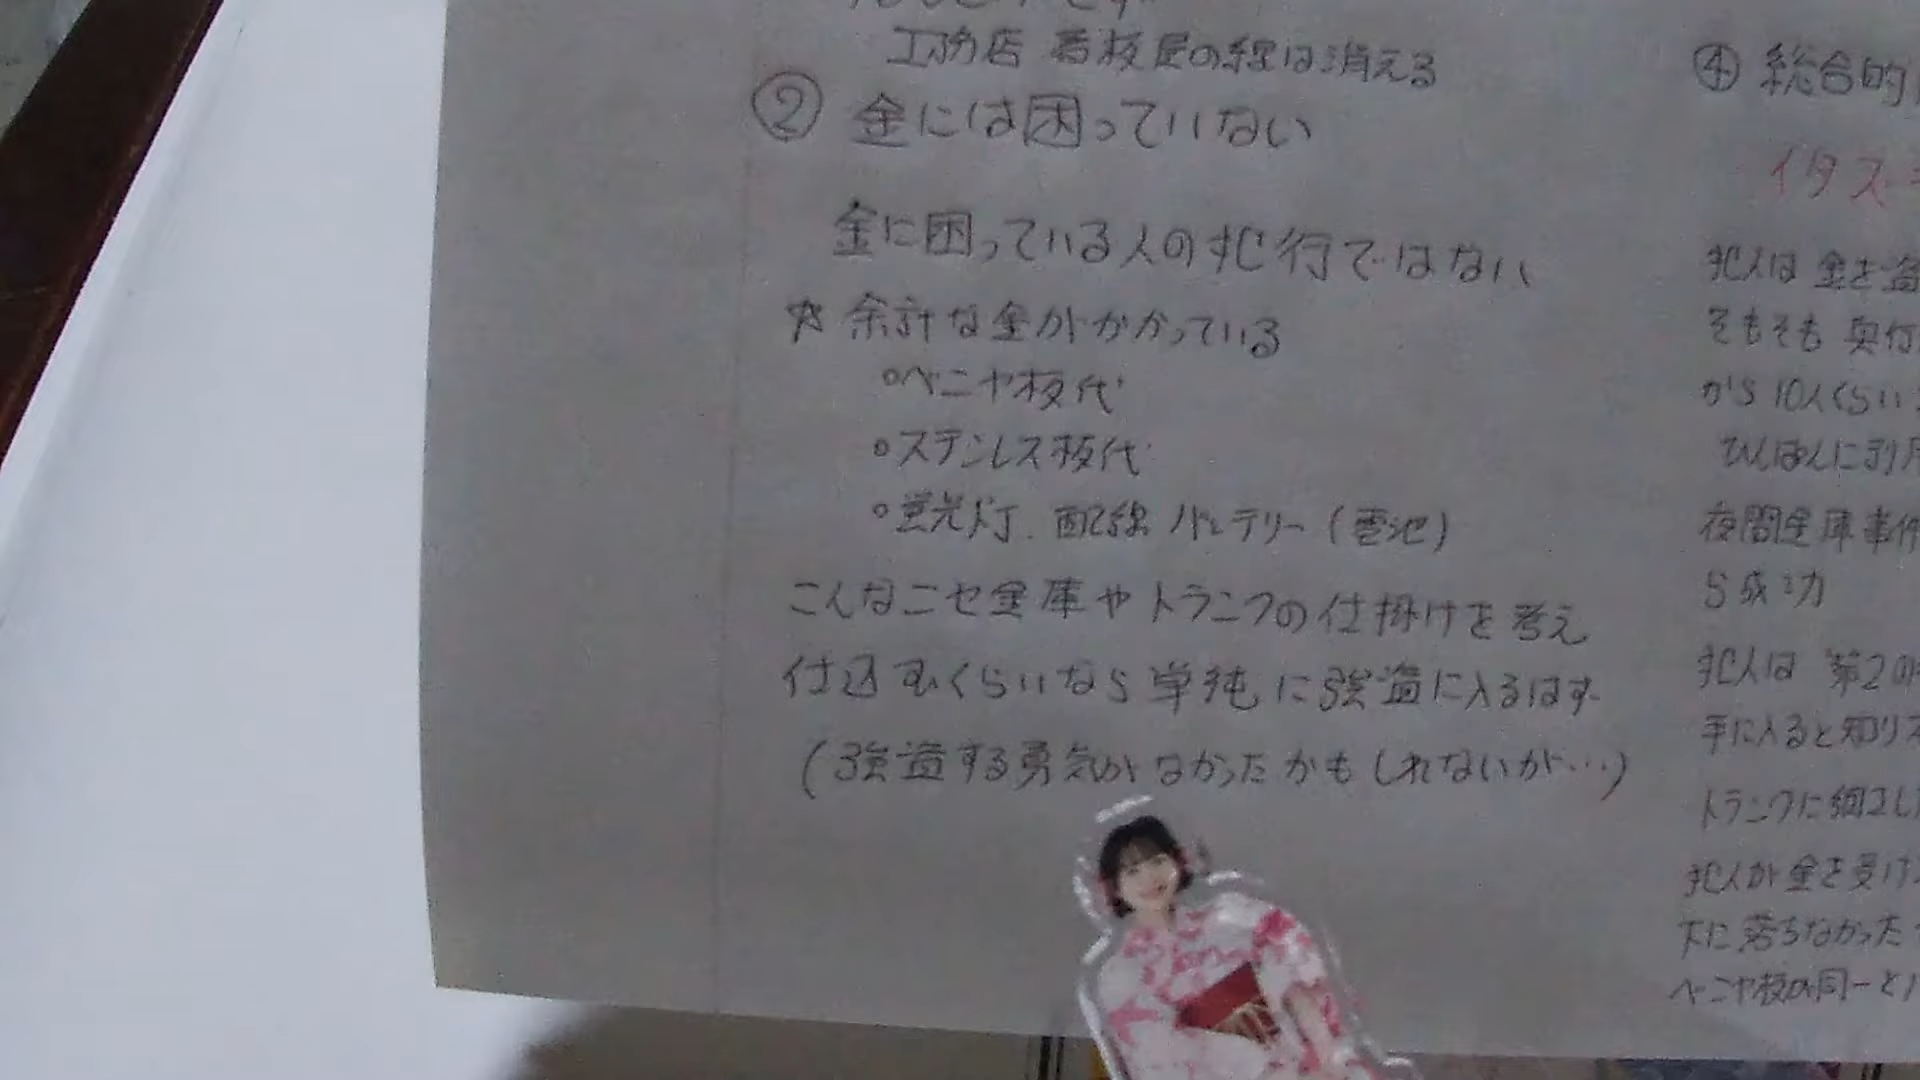 工務店 看板屋の線は消える
② 金には困っていない
金に困っている人の犯行ではない
☆ 余計な金がかかっている
○ベニヤ板代
○ステンレス板代
○蛍光灯.配線 バッテリー(電池)
こんなニセ金庫やトランクの仕掛けを考え
仕込むくらいなら単純に強盗に入るはず
(強盗する勇気がなかったかもしれないが…)
④ 総合的
イタズ
犯人は 金を盗
そもそも 奥行
から10人くらい
ひんぱんに利用
夜間金庫事件
ら成功
犯人は 第2の
手に入ると知り
トランクに細工し
犯人が金を受け
下に落ちなかった
ベニヤ板の同一と